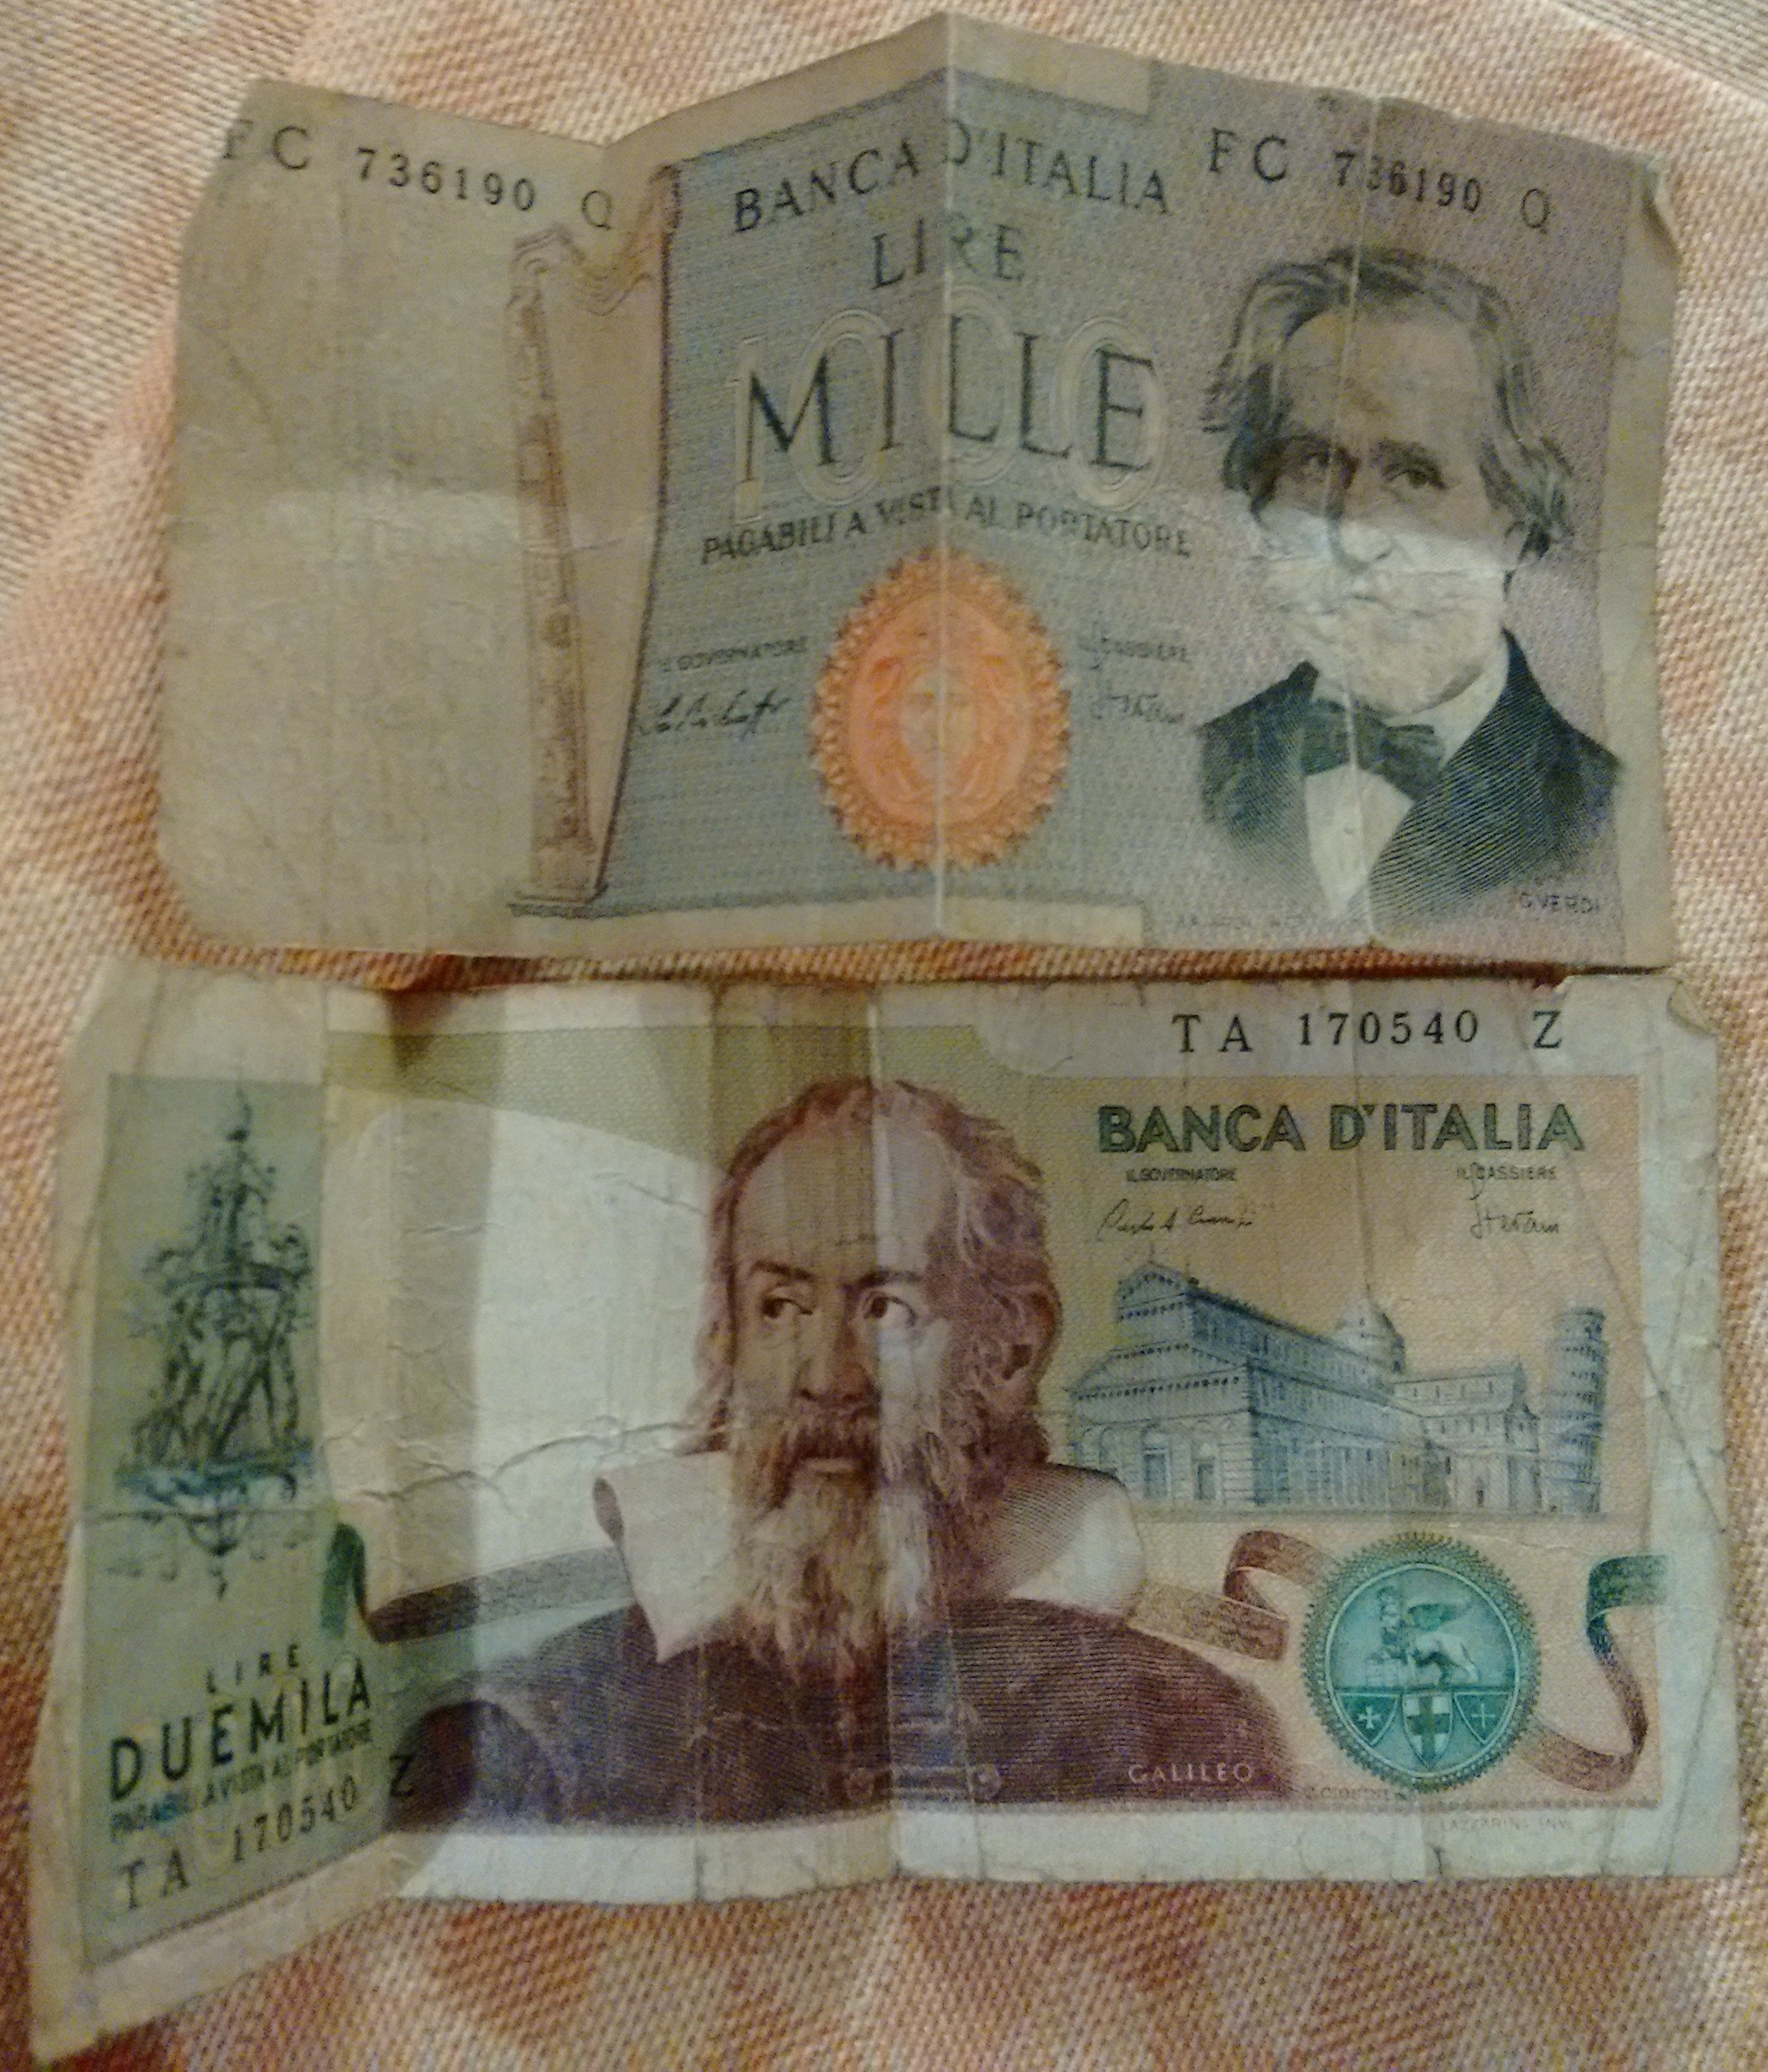 FC 736190 Q
BANCA D'ITALIA
FC 736190 Q
LIRE
MILLE
1000
PAGABILI A VISTA AL PORTATORE
IL GOVERNATORE
IL CASSIERE
G.VERDI
TA 170540 Z
BANCA D'ITALIA
IL GOVERNATORE
IL CASSIERE
LIRE
DUEMILA
PAGABILI A VISTA AL PORTATORE
TA 170540 Z
GALILEO